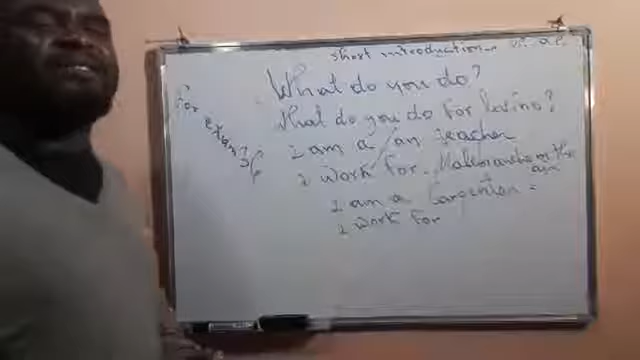 short introduction
What do you do?
What do you do for living?
for exam
I am a/an teacher
I work for
I am a Carpenter
I work for